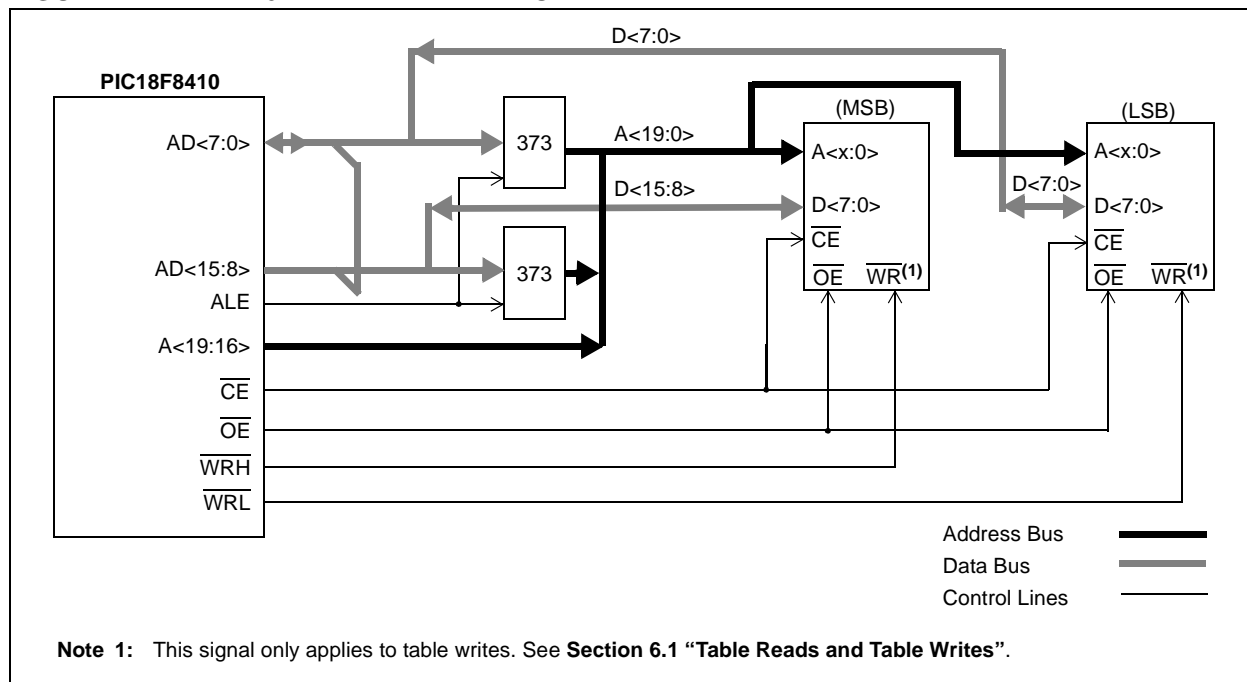 D<7:0>
PIC18F8410
(MSB)
(LSB)
AD<7:0>
373
A<19:0>
A<x:0>
A<x:0>
D<15:8>
D<7:0>
D<7:0>
D<7:0>
CE
CE
AD<15:8>
373
OE
WR(1)
OE
WR(1)
ALE
A<19:16>
CE
OE
WRH
WRL
Address Bus
Data Bus
Control Lines
Note 1: This signal only applies to table writes. See Section 6.1 “Table Reads and Table Writes”.